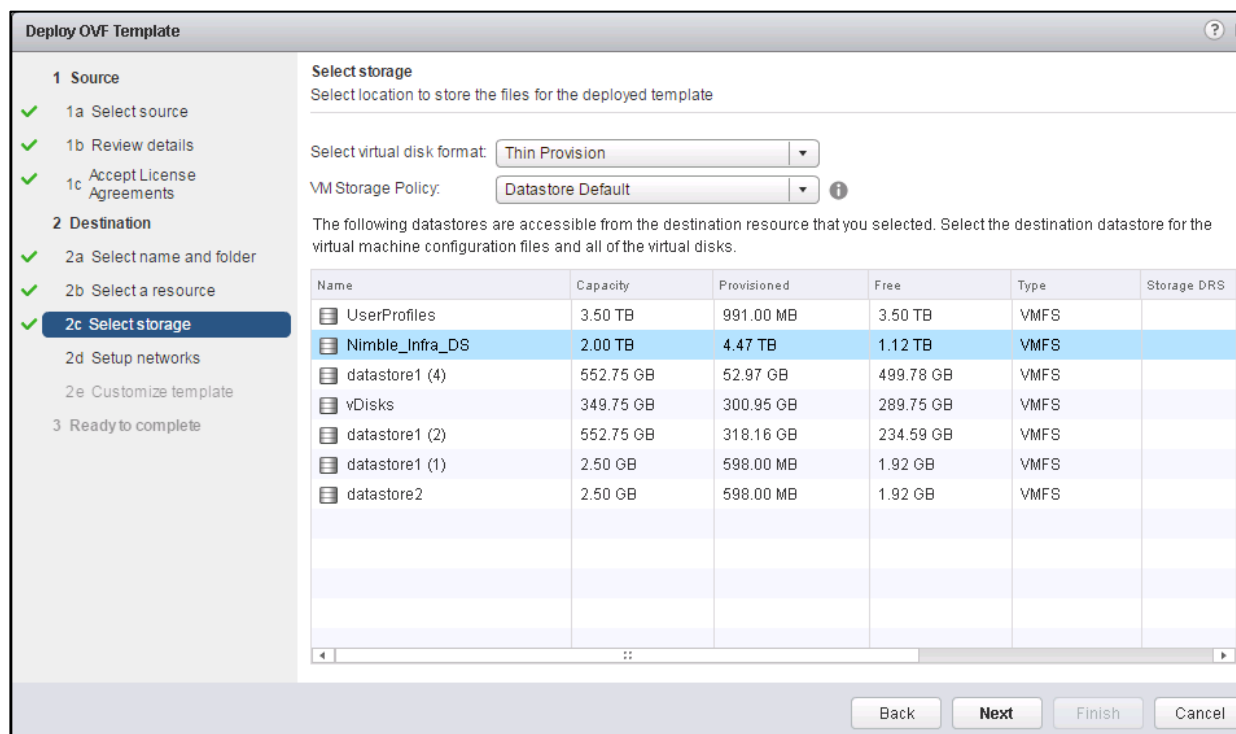 Deploy OVF Template
?
1 Source
1a Select source
1b Review details
1c Accept License
Agreements
2 Destination
2a Select name and folder
2b Select a resource
2c Select storage
2d Setup networks
2e Customize template
3 Ready to complete
Select storage
Select location to store the files for the deployed template
Select virtual disk format: Thin Provision
VM Storage Policy: Datastore Default
The following datastores are accessible from the destination resource that you selected. Select the destination datastore for the
virtual machine configuration files and all of the virtual disks.
Name Capacity Provisioned Free Type Storage DRS
UserProfiles 3.50 TB 991.00 MB 3.50 TB VMFS
Nimble_Infra_DS 2.00 TB 4.47 TB 1.12 TB VMFS
datastore1 (4) 552.75 GB 52.97 GB 499.78 GB VMFS
vDisks 349.75 GB 300.95 GB 289.75 GB VMFS
datastore1 (2) 552.75 GB 318.16 GB 234.59 GB VMFS
datastore1 (1) 2.50 GB 598.00 MB 1.92 GB VMFS
datastore2 2.50 GB 598.00 MB 1.92 GB VMFS
Back Next Finish Cancel